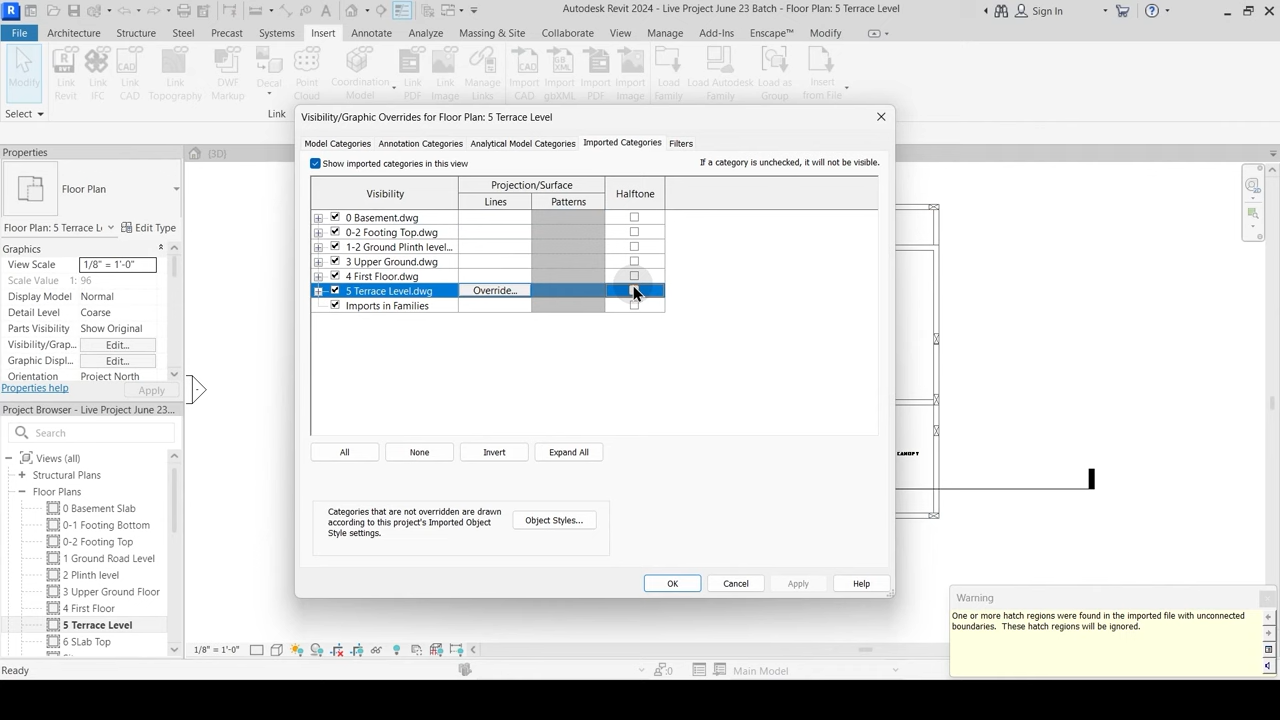 R
Autodesk Revit 2024 - Live Project June 23 Batch - Floor Plan: 5 Terrace Level
Sign In
File Architecture Structure Steel Precast Systems Insert Annotate Analyze Massing & Site Collaborate View Manage Add-Ins Enscape™ Modify
Modify
Link Revit
Link IFC
Link CAD
Link Topography
DWF Markup
Decal
Point Cloud
Coordination Model
Link PDF
Link Image
Manage Links
Import CAD
Import gbXML
Import PDF
Import Image
Load Family
Load Autodesk Family
Load as Group
Insert from File
Select
Link
Properties
Floor Plan
Floor Plan: 5 Terrace L
Edit Type
Graphics
View Scale 1/8" = 1'-0"
Scale Value 1: 96
Display Model Normal
Detail Level Coarse
Parts Visibility Show Original
Visibility/Grap... Edit...
Graphic Displ... Edit...
Orientation Project North
Properties help Apply
Project Browser - Live Project June 23...
Search
Views (all)
Structural Plans
Floor Plans
0 Basement Slab
0-1 Footing Bottom
0-2 Footing Top
1 Ground Road Level
2 Plinth level
3 Upper Ground Floor
4 First Floor
5 Terrace Level
6 SLab Top
{3D}
Visibility/Graphic Overrides for Floor Plan: 5 Terrace Level
Model Categories Annotation Categories Analytical Model Categories Imported Categories Filters
Show imported categories in this view If a category is unchecked, it will not be visible.
Visibility Projection/Surface Halftone
Lines Patterns
0 Basement.dwg
0-2 Footing Top.dwg
1-2 Ground Plinth level...
3 Upper Ground.dwg
4 First Floor.dwg
5 Terrace Level.dwg Override...
Imports in Families
All None Invert Expand All
Categories that are not overridden are drawn
according to this project's Imported Object
Style settings.
Object Styles...
OK Cancel Apply Help
CANOPY
Warning
One or more hatch regions were found in the imported file with unconnected
boundaries. These hatch regions will be ignored.
1/8" = 1'-0"
Ready
:0
Main Model